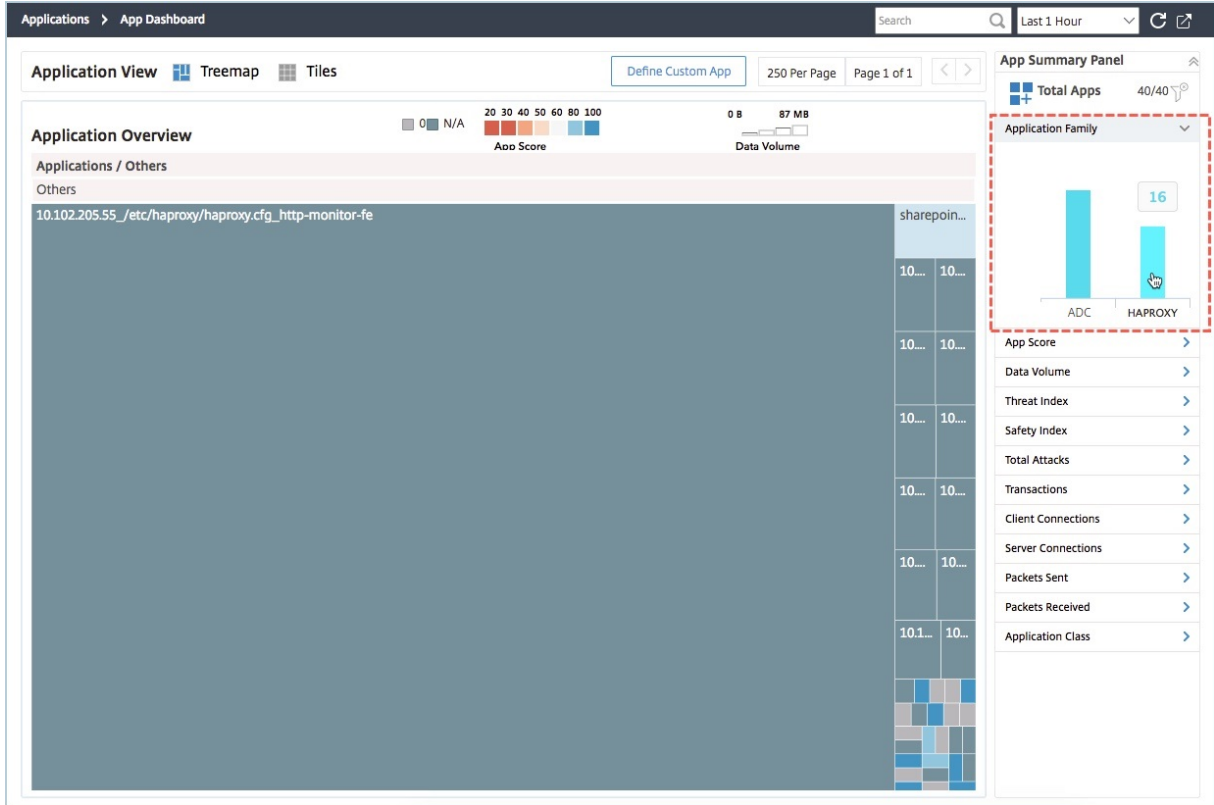 Applications > App Dashboard
Search
Last 1 Hour
Application View Treemap Tiles
Define Custom App
250 Per Page
Page 1 of 1
App Summary Panel
Total Apps 40/40
Application Overview
0 N/A
20 30 40 50 60 80 100
App Score
0 B 87 MB
Data Volume
Applications / Others
Others
10.102.205.55_/etc/haproxy/haproxy.cfg_http-monitor-fe
sharepoin...
10.... 10....
10.... 10....
10.... 10....
10.... 10....
10.... 10....
10.1... 10...
Application Family
16
ADC HAPROXY
App Score
Data Volume
Threat Index
Safety Index
Total Attacks
Transactions
Client Connections
Server Connections
Packets Sent
Packets Received
Application Class